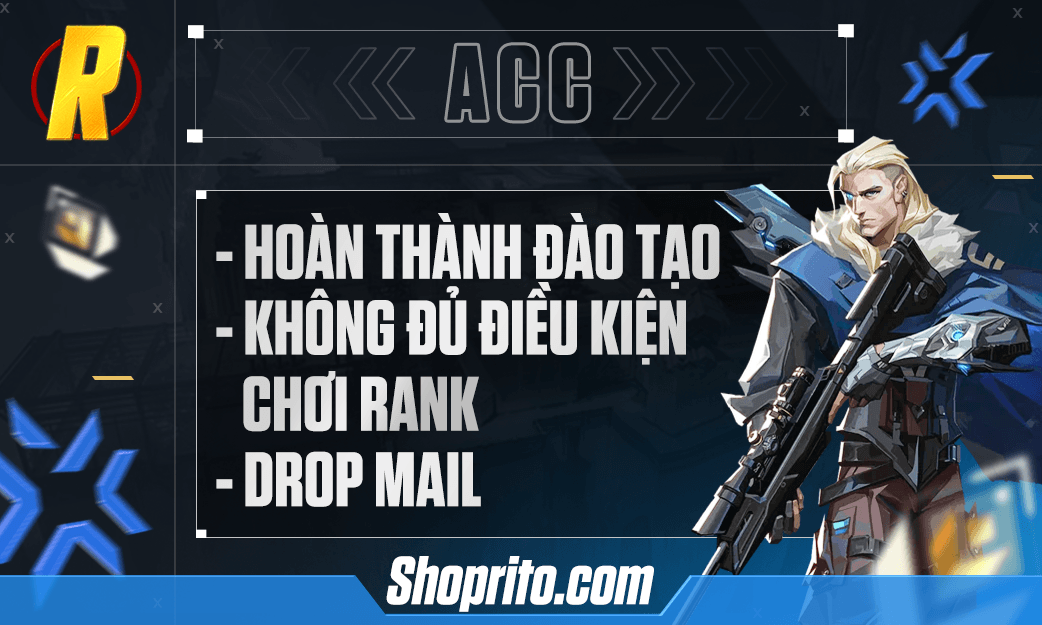 R
ACC
- HOÀN THÀNH ĐÀO TẠO
- KHÔNG ĐỦ ĐIỀU KIỆN
CHƠI RANK
- DROP MAIL
Shoprito.com